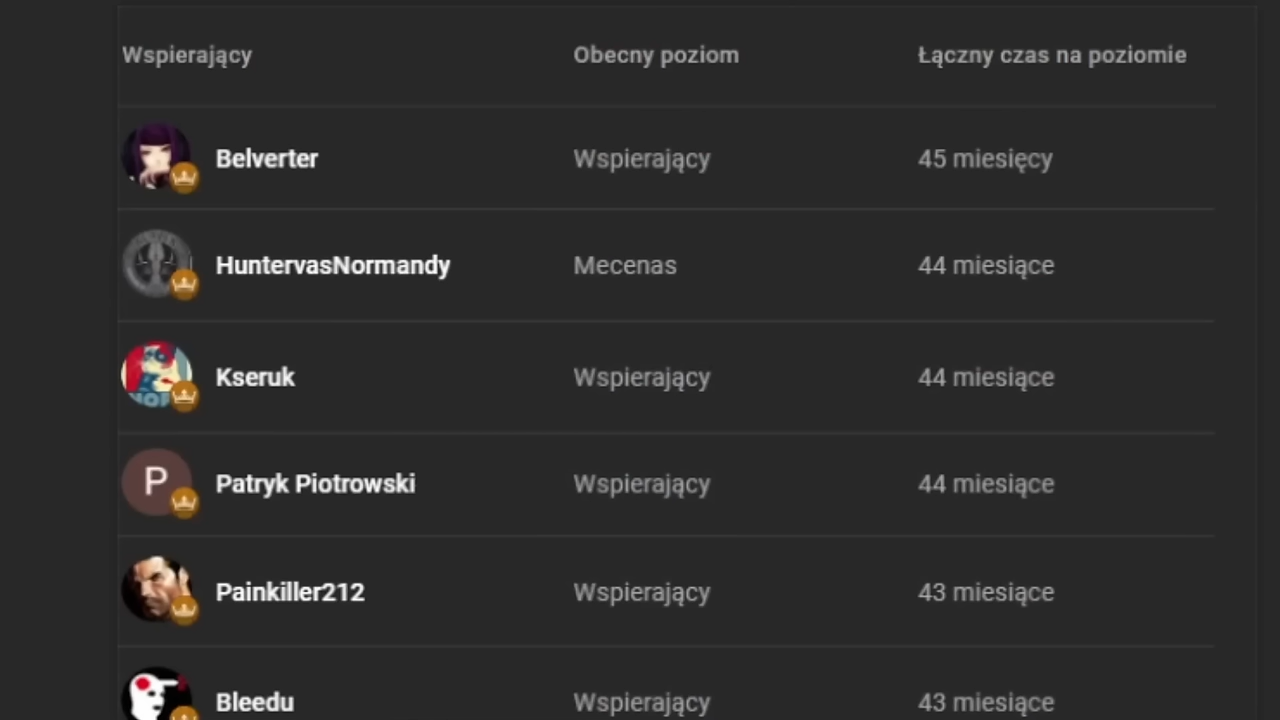 Wspierający Obecny poziom Łączny czas na poziomie
Belverter Wspierający 45 miesięcy
HuntervasNormandy Mecenas 44 miesiące
Kseruk Wspierający 44 miesiące
P Patryk Piotrowski Wspierający 44 miesiące
Painkiller212 Wspierający 43 miesiące
Bleedu Wspierający 43 miesiące